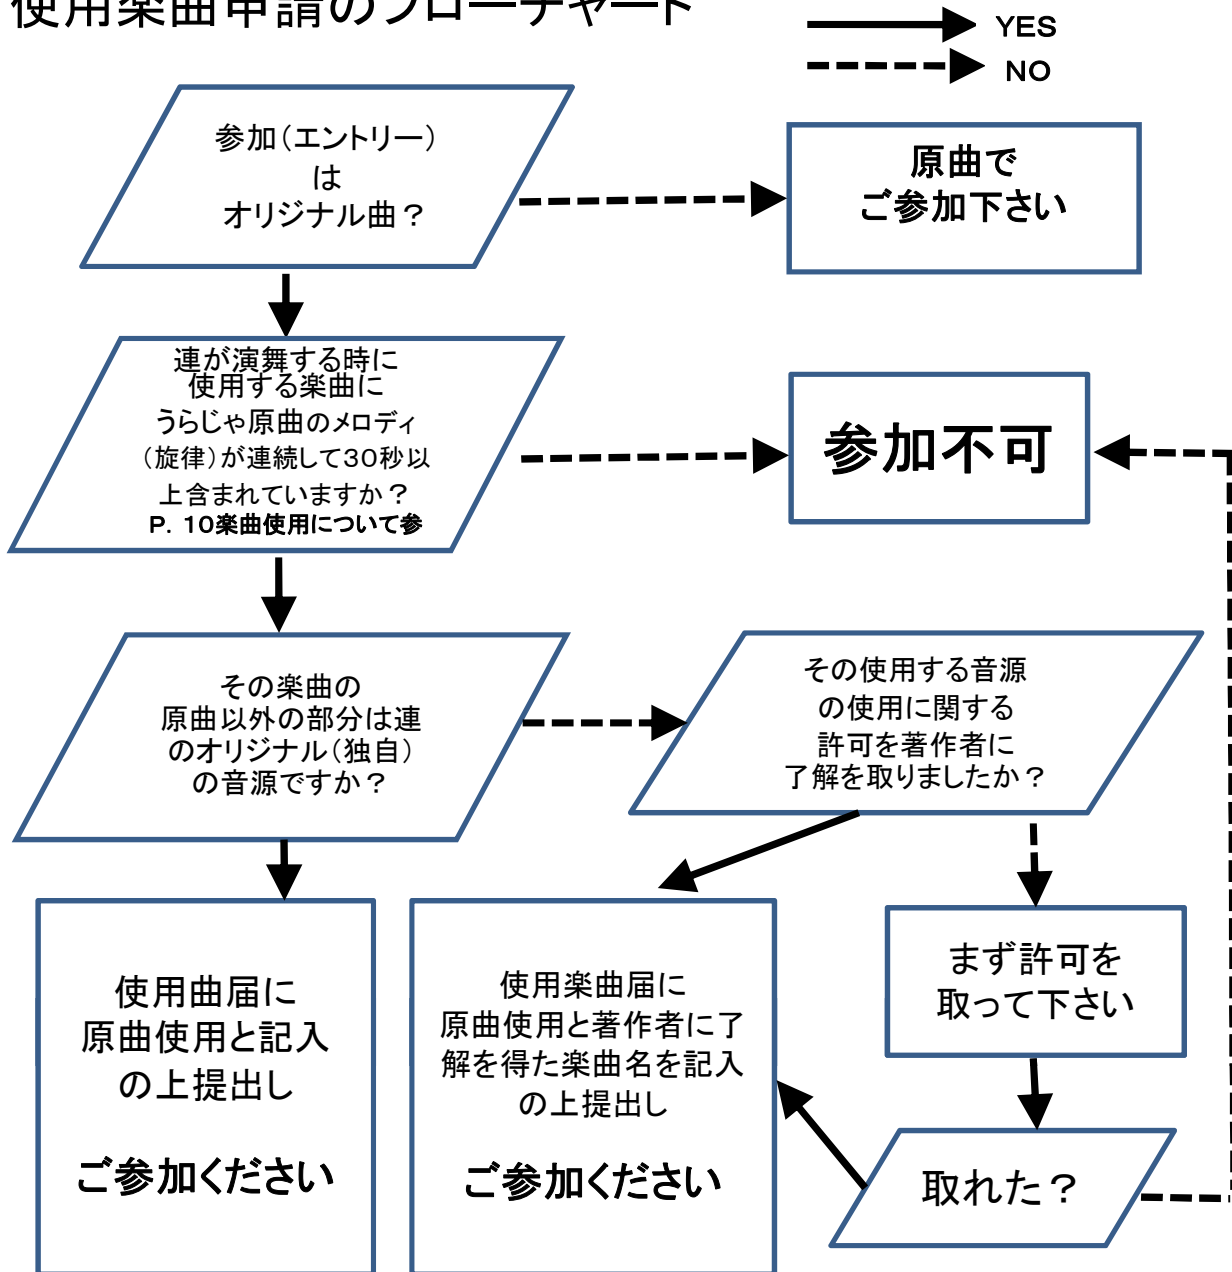 使用楽曲申請のフローチャート
YES
NO
参加（エントリー）
は
オリジナル曲？
原曲で
ご参加下さい
連が演舞する時に
使用する楽曲に
うらじゃ原曲のメロディ
（旋律）が連続して３０秒以
上含まれていますか？
P．１０楽曲使用について参
参加不可
その楽曲の
原曲以外の部分は連
のオリジナル（独自）
の音源ですか？
その使用する音源
の使用に関する
許可を著作者に
了解を取りましたか？
使用曲届に
原曲使用と記入
の上提出し
ご参加ください
使用楽曲届に
原曲使用と著作者に了
解を得た楽曲名を記入
の上提出し
ご参加ください
まず許可を
取って下さい
取れた？